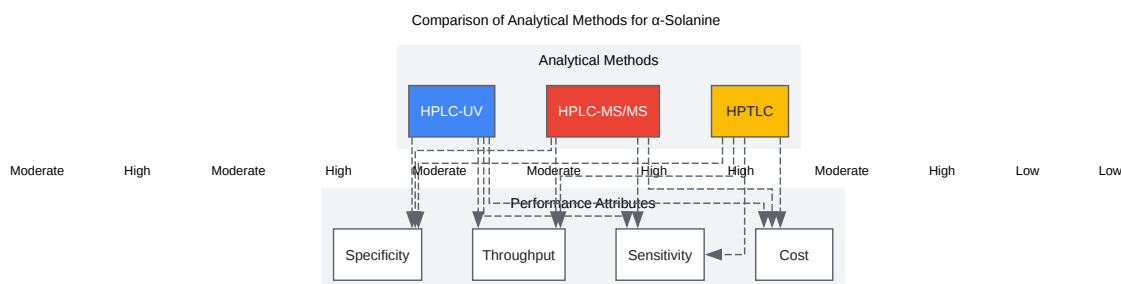 Comparison of Analytical Methods for α-Solanine
Analytical Methods
HPLC-UV
HPLC-MS/MS
HPTLC
Moderate
High
Moderate
High
Moderate
Moderate
High
High
Moderate
High
Low
Low
Performance Attributes
Specificity
Throughput
Sensitivity
Cost